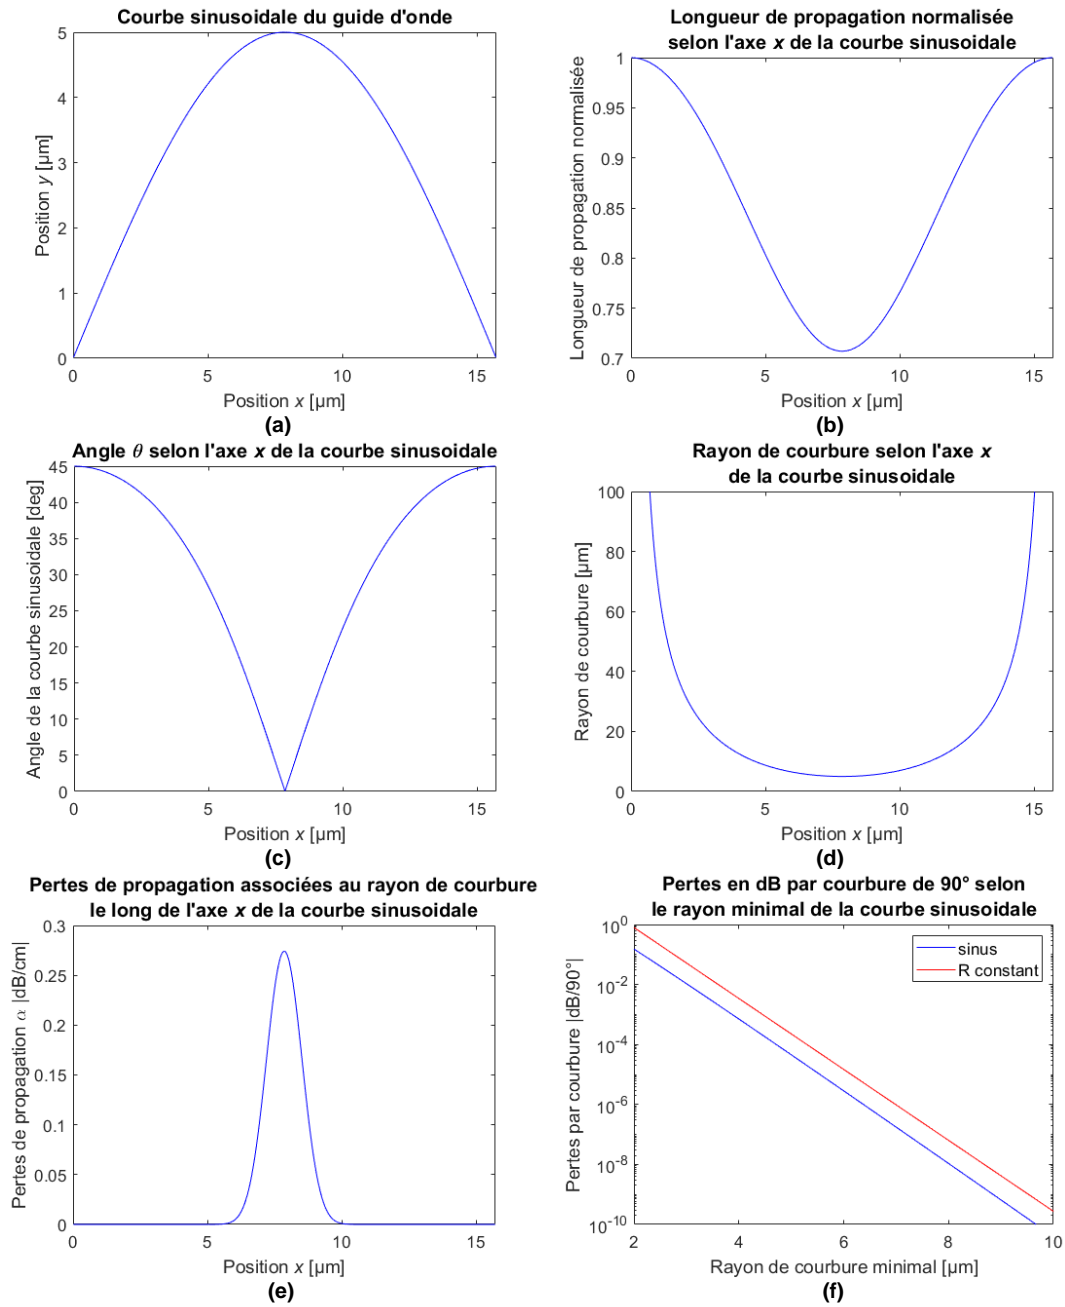 Courbe sinusoidale du guide d'onde
5
4
3
2
1
0
Position y [µm]
0 5 10 15
Position x [µm]
(a)
Longueur de propagation normalisée
selon l'axe x de la courbe sinusoidale
1
0.95
0.9
0.85
0.8
0.75
0.7
Longueur de propagation normalisée
0 5 10 15
Position x [µm]
(b)
Angle θ selon l'axe x de la courbe sinusoidale
45
40
35
30
25
20
15
10
5
0
Angle de la courbe sinusoidale [deg]
0 5 10 15
Position x [µm]
(c)
Rayon de courbure selon l'axe x
de la courbe sinusoidale
100
80
60
40
20
0
Rayon de courbure [µm]
0 5 10 15
Position x [µm]
(d)
Pertes de propagation associées au rayon de courbure
le long de l'axe x de la courbe sinusoidale
0.3
0.25
0.2
0.15
0.1
0.05
0
Pertes de propagation α |dB/cm|
0 5 10 15
Position x [µm]
(e)
Pertes en dB par courbure de 90° selon
le rayon minimal de la courbe sinusoidale
10^0
10^-2
10^-4
10^-6
10^-8
10^-10
Pertes par courbure |dB/90°|
sinus
R constant
2 4 6 8 10
Rayon de courbure minimal [µm]
(f)